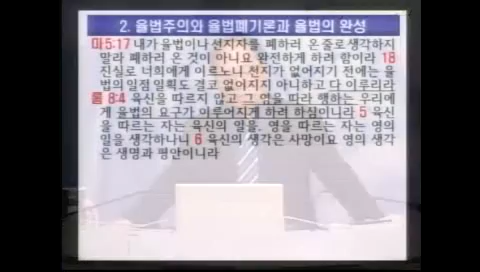 2. 율법주의와 율법폐기론과 율법의 완성
마5:17 내가 율법이나 선지자를 폐하러 온줄로 생각하지
말라 폐하러 온 것이 아니요 완전하게 하려 함이라 18
진실로 너희에게 이르노니 천지가 없어지기 전에는 율
법의 일점 일획도 결코 없어지지 아니하고 다 이루리라
롬 8:4 육신을 따르지 않고 그 영을 따라 행하는 우리에
게 율법의 요구가 이루어지게 하려 하심이니라 5 육신
을 따르는 자는 육신의 일을, 영을 따르는 자는 영의
일을 생각하나니 6 육신의 생각은 사망이요 영의 생각
은 생명과 평안이니라